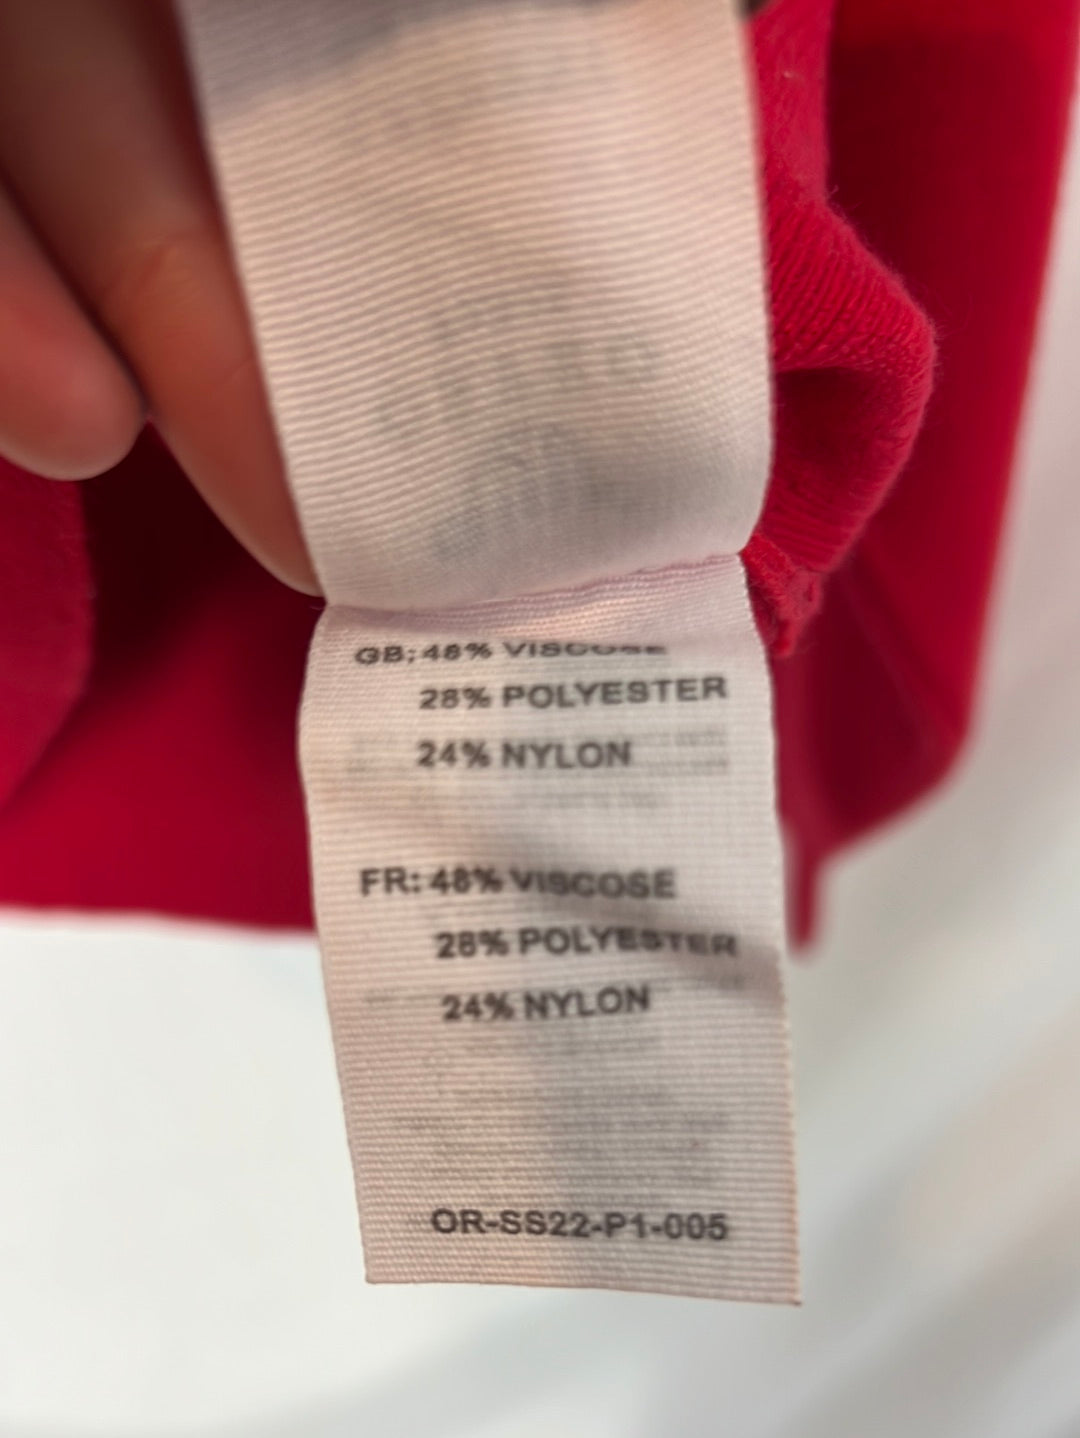 GB: 48% VISCOSE
28% POLYESTER
24% NYLON
FR: 48% VISCOSE
28% POLYESTER
24% NYLON
OR-SS22-P1-005